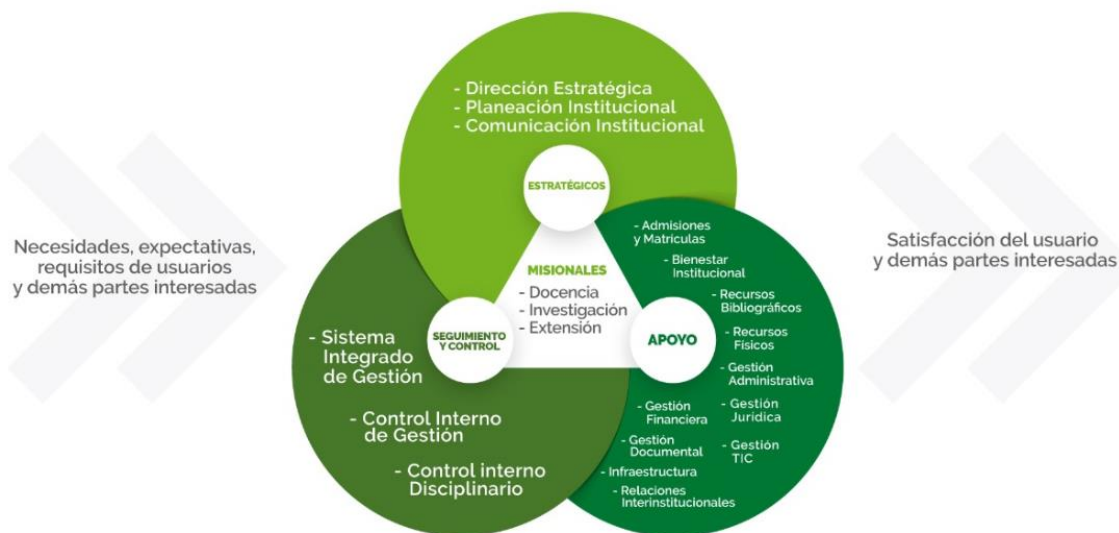 - Dirección Estratégica
- Planeación Institucional
- Comunicación Institucional
ESTRATÉGICOS
Necesidades, expectativas,
requisitos de usuarios
y demás partes interesadas
MISIONALES
- Docencia
- Investigación
- Extensión
SEGUIMIENTO
Y CONTROL
- Sistema
Integrado
de Gestión
- Control Interno
de Gestión
- Control interno
Disciplinario
APOYO
- Admisiones
y Matrículas
- Bienestar
Institucional
- Recursos
Bibliográficos
- Recursos
Físicos
- Gestión
Administrativa
- Gestión
Financiera
- Gestión
Jurídica
- Gestión
Documental
- Gestión
TIC
- Infraestructura
- Relaciones
Interinstitucionales
Satisfacción del usuario
y demás partes interesadas